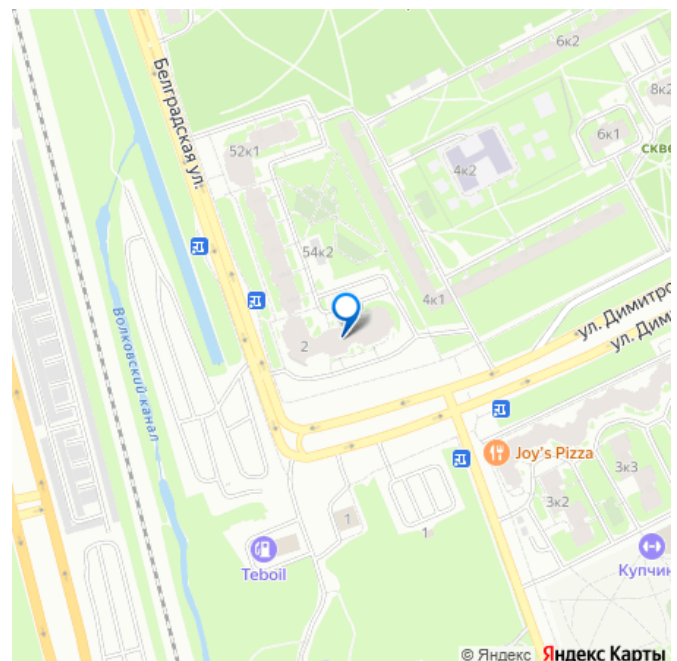 6к2
8к2
Белградская ул.
6к1
52к1
4к2
скве
54к2
4к1
ул. Димитро
ул. Дим
Волковский канал
2
Joy's Pizza
3к3
3к2
1
1
Teboil
Купчин
© Яндекс Яндекс Карты